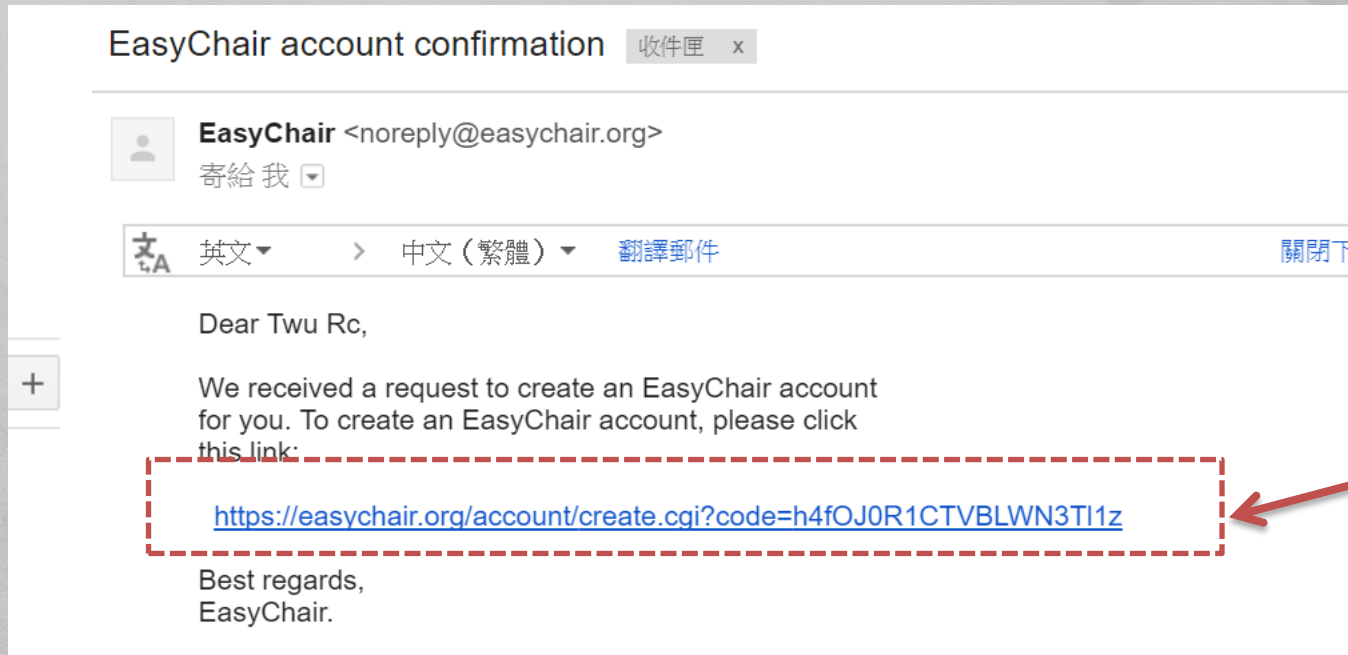 EasyChair account confirmation 收件匣 x
EasyChair <noreply@easychair.org>
寄給 我
英文 > 中文（繁體） 翻譯郵件 關閉下
Dear Twu Rc,
We received a request to create an EasyChair account
for you. To create an EasyChair account, please click
this link:
https://easychair.org/account/create.cgi?code=h4fOJ0R1CTVBLWN3Tl1z
Best regards,
EasyChair.